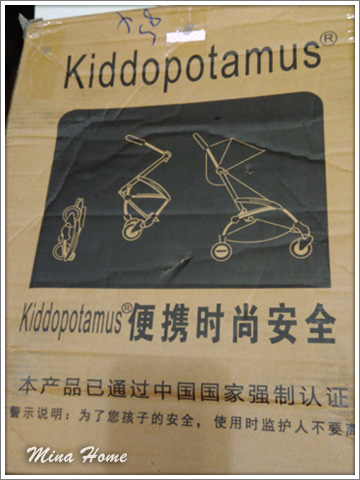 Kiddopotamus®
Kiddopotamus®便携时尚安全
本产品已通过中国国家强制认证
警示说明：为了您孩子的安全，使用时监护人不要离
Mina Home